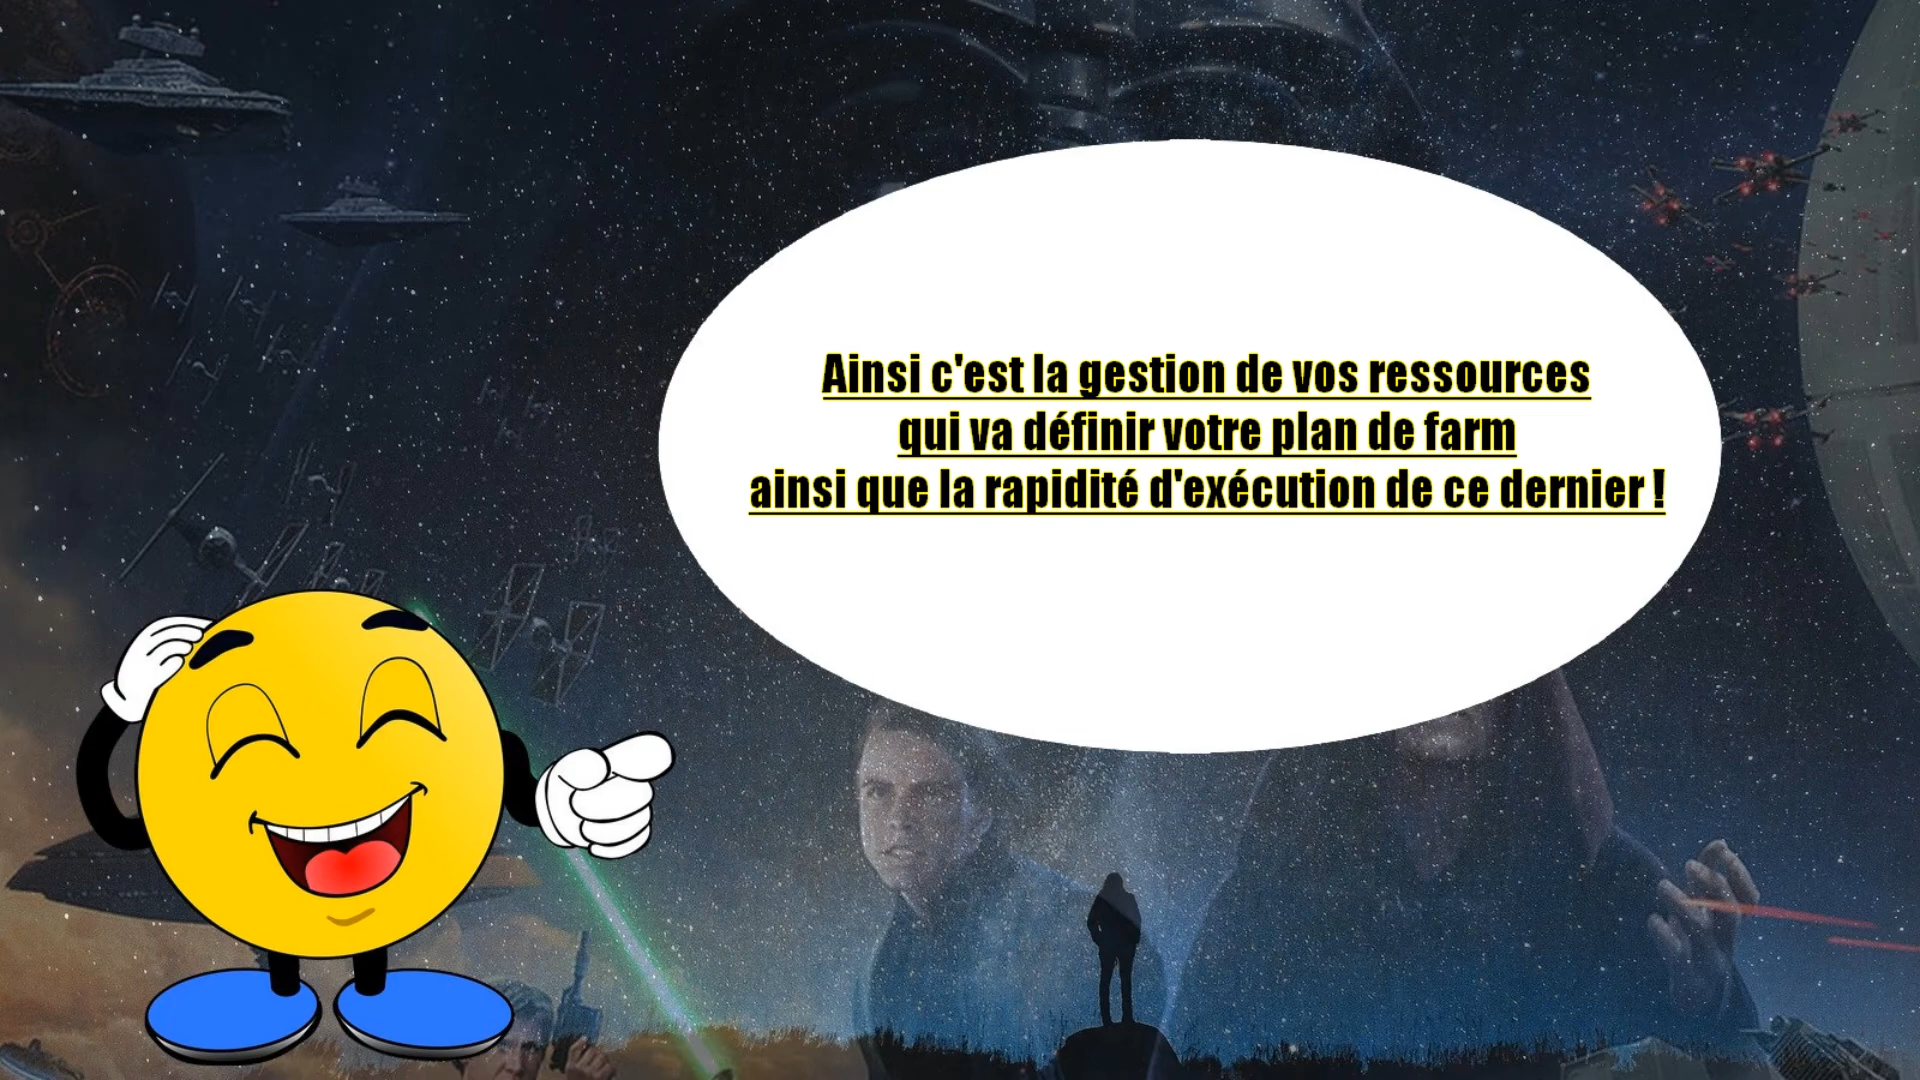 Ainsi c'est la gestion de vos ressources
qui va définir votre plan de farm
ainsi que la rapidité d'exécution de ce dernier !